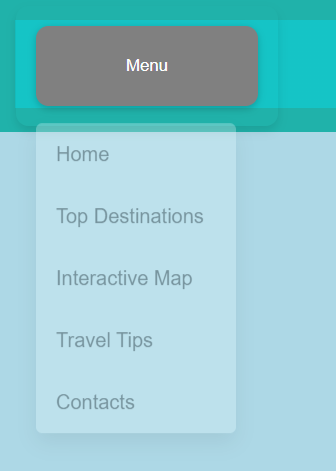 Menu
Home
Top Destinations
Interactive Map
Travel Tips
Contacts